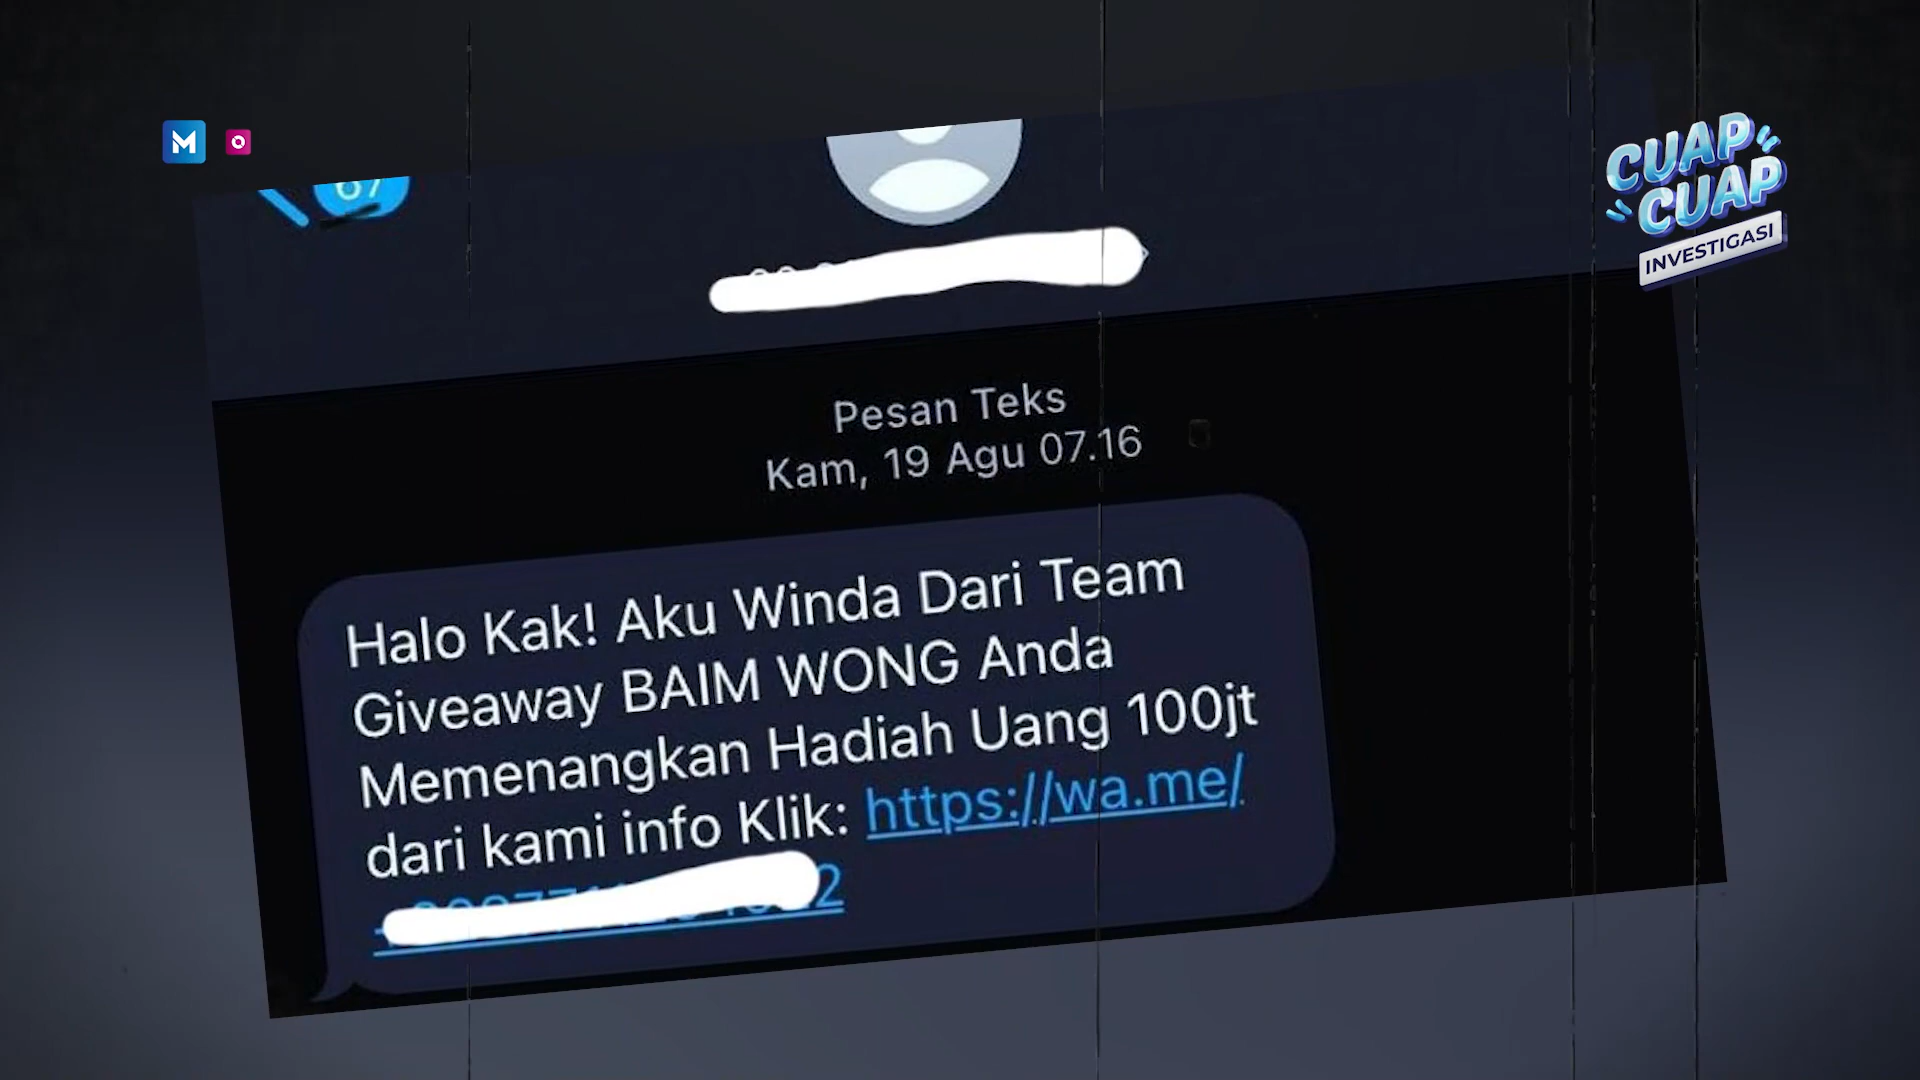 M
CUAP
CUAP
INVESTIGASI
67
Pesan Teks
Kam, 19 Agu 07.16
Halo Kak! Aku Winda Dari Team
Giveaway BAIM WONG Anda
Memenangkan Hadiah Uang 100jt
dari kami info Klik: https://wa.me/